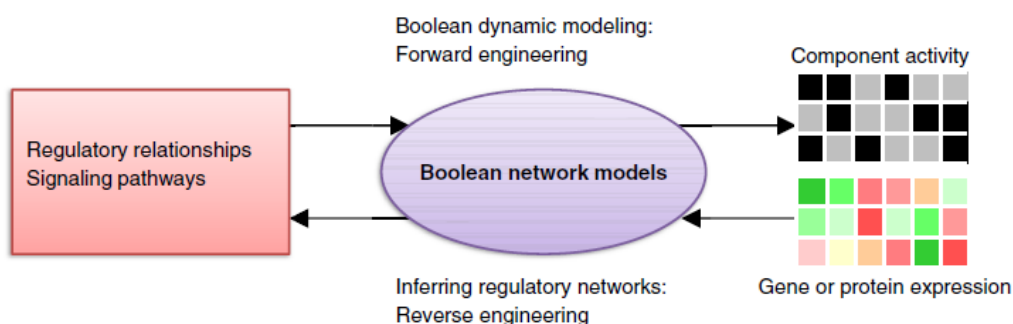 Boolean dynamic modeling:
Forward engineering
Component activity
Regulatory relationships
Signaling pathways
Boolean network models
Inferring regulatory networks:
Reverse engineering
Gene or protein expression